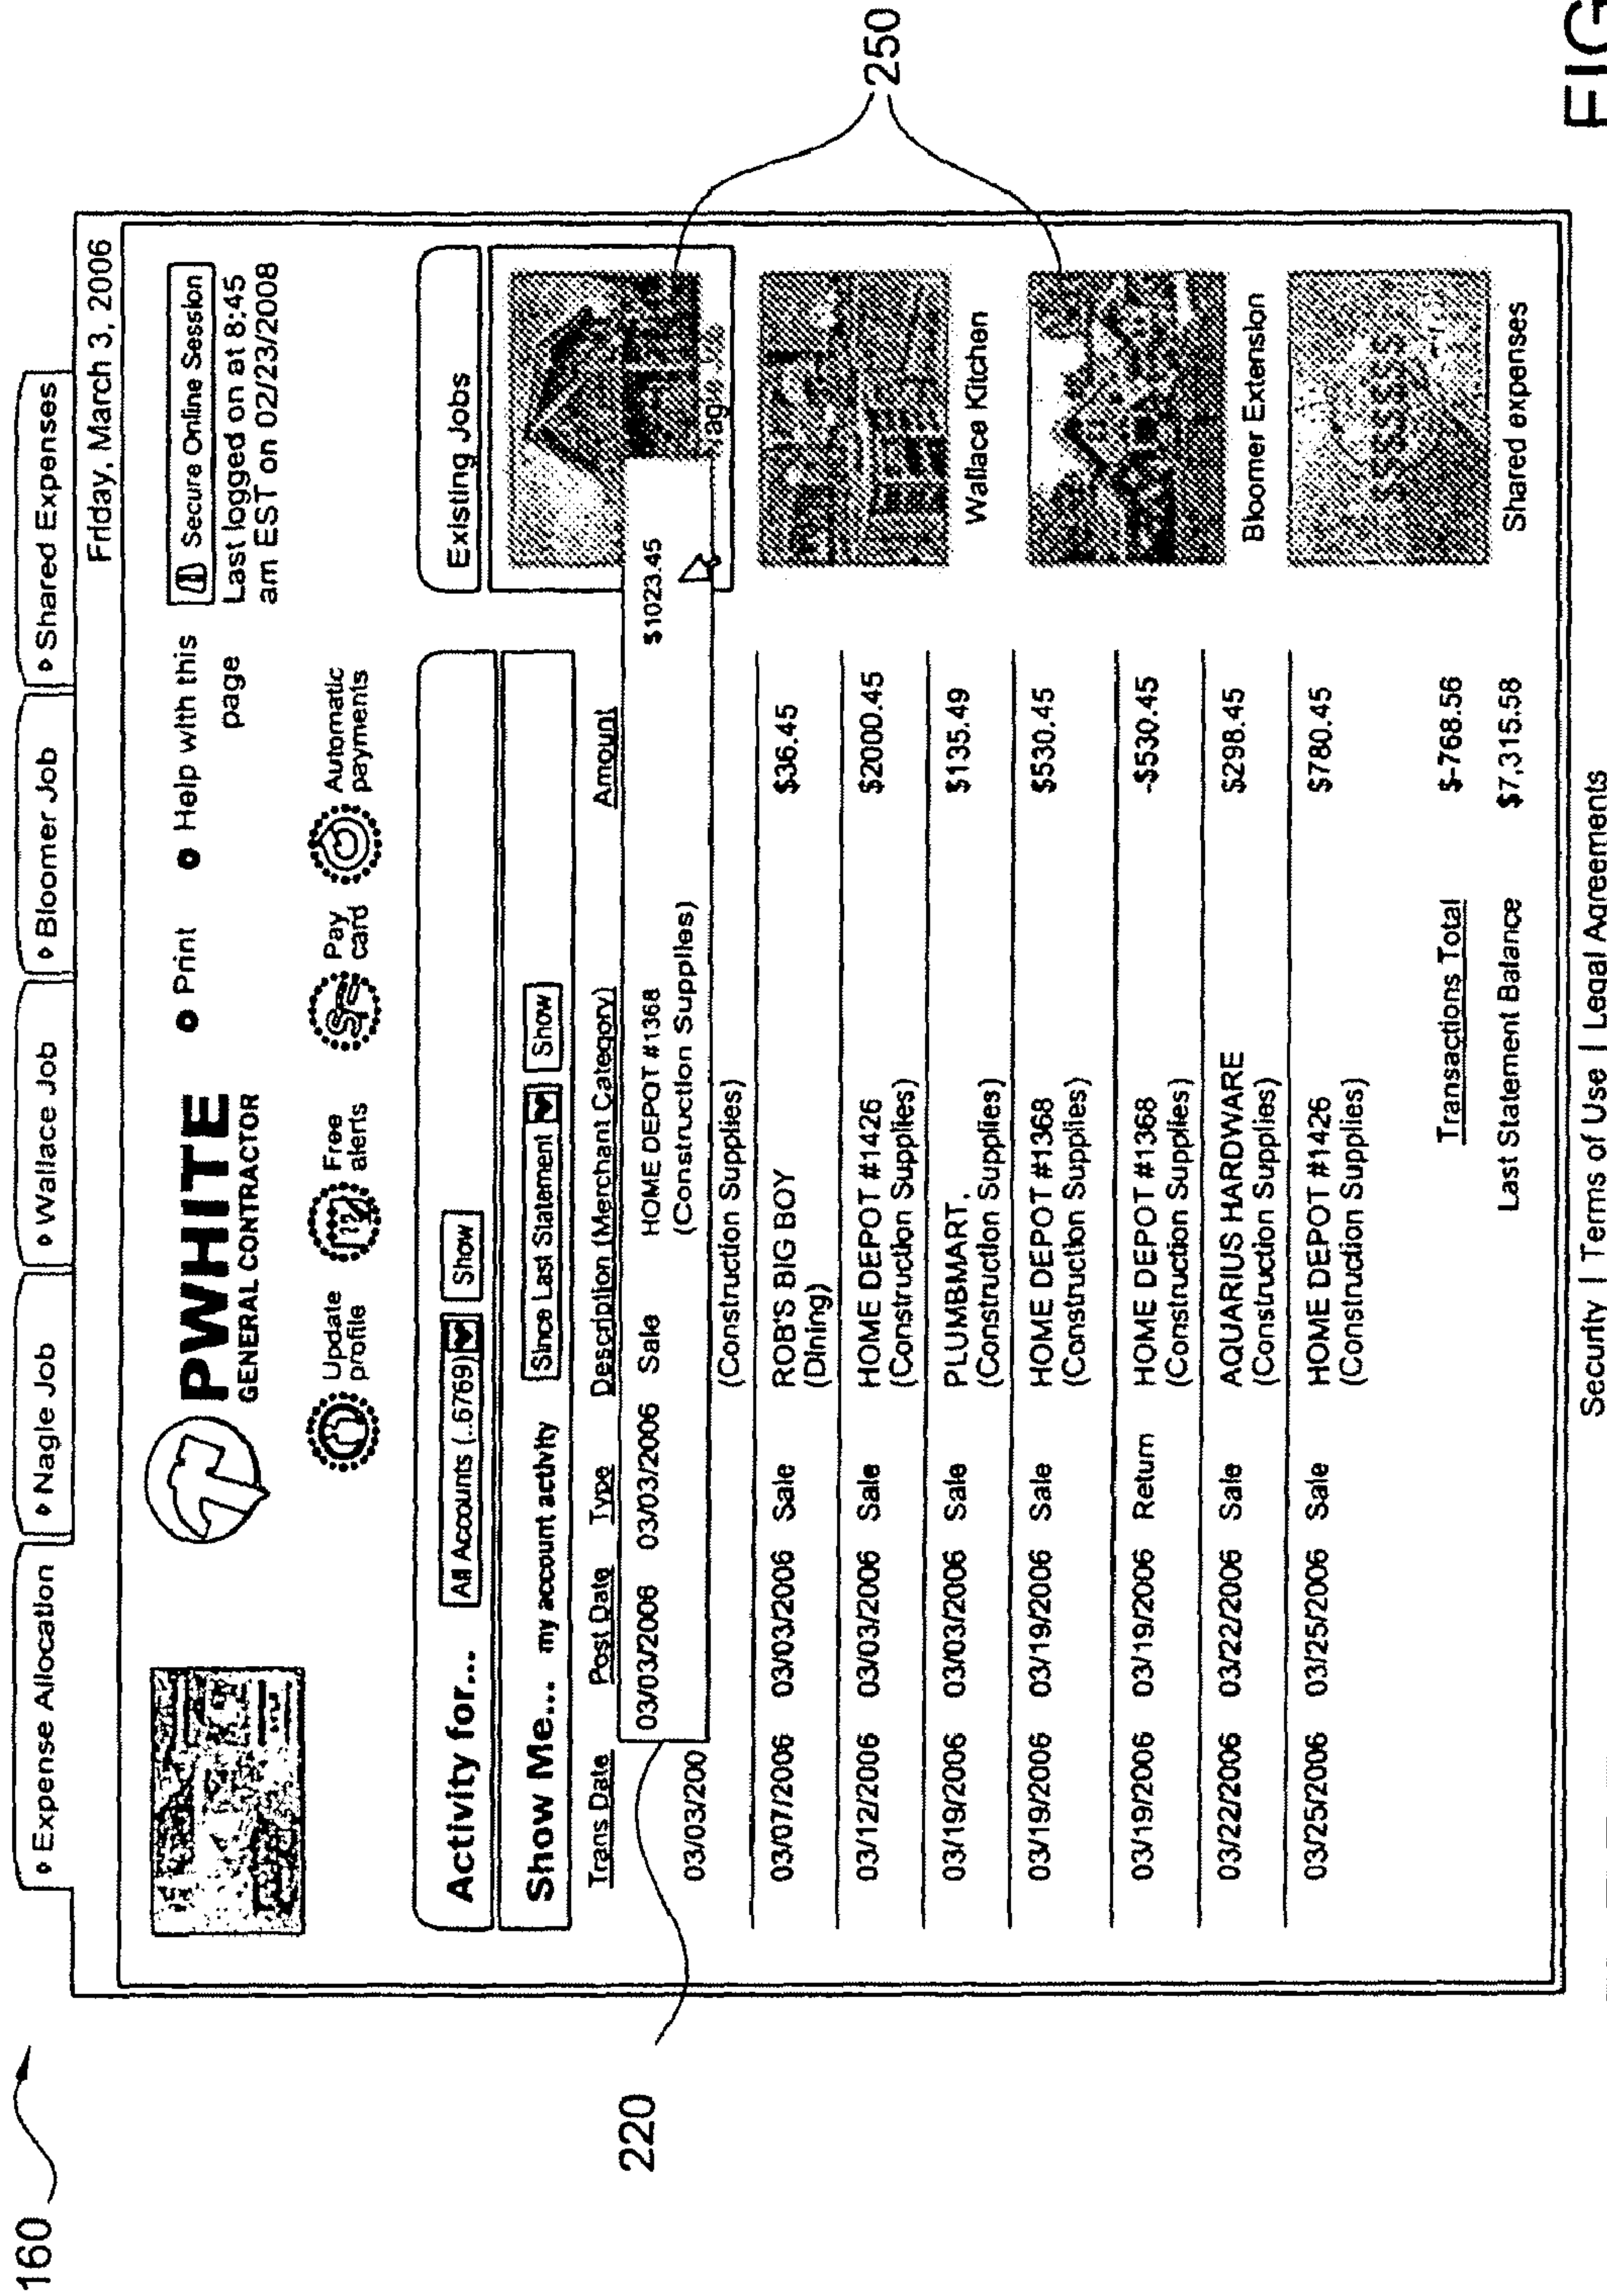 160
Expense Allocation Nagle Job Wallace Job Bloomer Job Shared Expenses
Friday, March 3, 2006
PWHITE
GENERAL CONTRACTOR
Print Help with this
page
Secure Online Session
Last logged on at 8:45
am EST on 02/23/2008
Update
profile
Free
alerts
Pay
card
Automatic
payments
Activity for... All Accounts (..6769) Show
Show Me... my account activity Since Last Statement Show
Existing Jobs
Trans Date Post Date Type Description (Merchant Category) Amount
220
03/03/2006 03/03/2006 Sale HOME DEPOT #1368 $1023.45
(Construction Supplies)
03/03/200
(Construction Supplies)
03/07/2006 03/03/2006 Sale ROB'S BIG BOY $36.45
(Dining)
03/12/2006 03/03/2006 Sale HOME DEPOT #1426 $2000.45
(Construction Supplies)
03/19/2006 03/03/2006 Sale PLUMBMART, $135.49
(Construction Supplies)
03/19/2006 03/19/2006 Sale HOME DEPOT #1368 $530.45
(Construction Supplies)
03/19/2006 03/19/2006 Return HOME DEPOT #1368 -$530.45
(Construction Supplies)
03/22/2006 03/22/2006 Sale AQUARIUS HARDWARE $298.45
(Construction Supplies)
03/25/2006 03/25/2006 Sale HOME DEPOT #1426 $780.45
(Construction Supplies)
Transactions Total $-768.56
Last Statement Balance $7,315.58
Wallace Kitchen
Bloomer Extension
Shared expenses
250
Security | Terms of Use | Legal Agreements
FIG